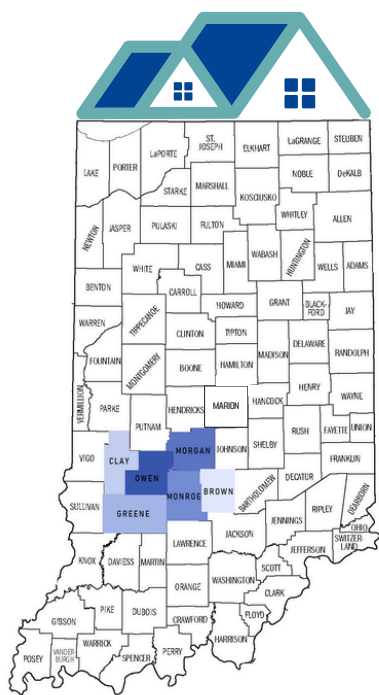 ST. JOSEPH
ELKHART
LaGRANGE
STEUBEN
LAKE
PORTER
LaPORTE
NOBLE
DeKALB
STARKE
MARSHALL
KOSCIUSKO
WHITLEY
ALLEN
NEWTON
JASPER
PULASKI
FULTON
MIAMI
WABASH
HUNTINGTON
WELLS
ADAMS
WHITE
CASS
BENTON
CARROLL
HOWARD
GRANT
BLACK-
FORD
JAY
WARREN
TIPPECANOE
CLINTON
TIPTON
MADISON
DELAWARE
RANDOLPH
FOUNTAIN
MONTGOMERY
BOONE
HAMILTON
HENRY
WAYNE
VERMILLION
PARKE
PUTNAM
HENDRICKS
MARION
HANCOCK
RUSH
FAYETTE
UNION
VIGO
CLAY
MORGAN
JOHNSON
SHELBY
FRANKLIN
OWEN
MONROE
BROWN
BARTHOLOMEW
DECATUR
DEARBORN
SULLIVAN
GREENE
JENNINGS
RIPLEY
OHIO
JACKSON
JEFFERSON
SWITZ-
ERLAND
KNOX
DAVIESS
MARTIN
LAWRENCE
SCOTT
WASHINGTON
CLARK
ORANGE
FLOYD
GIBSON
PIKE
DUBOIS
CRAWFORD
HARRISON
POSEY
VANDER-
BURGH
WARRICK
SPENCER
PERRY